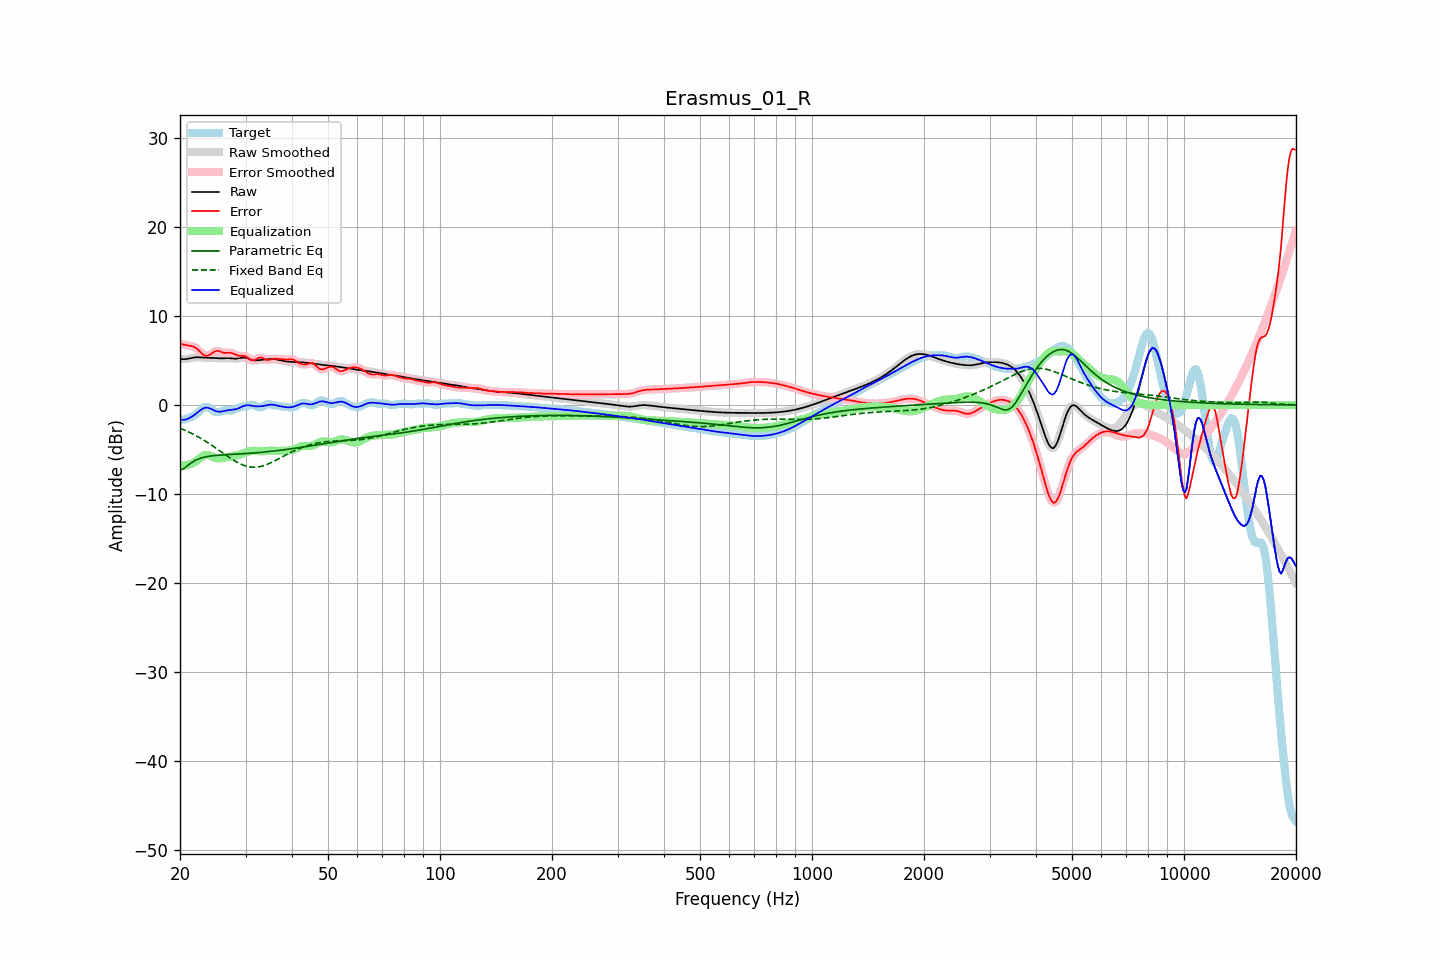 Erasmus_01_R
Target
Raw Smoothed
Error Smoothed
Raw
Error
Equalization
Parametric Eq
Fixed Band Eq
Equalized
30
20
10
0
−10
−20
−30
−40
−50
Amplitude (dBr)
20 50 100 200 500 1000 2000 5000 10000 20000
Frequency (Hz)